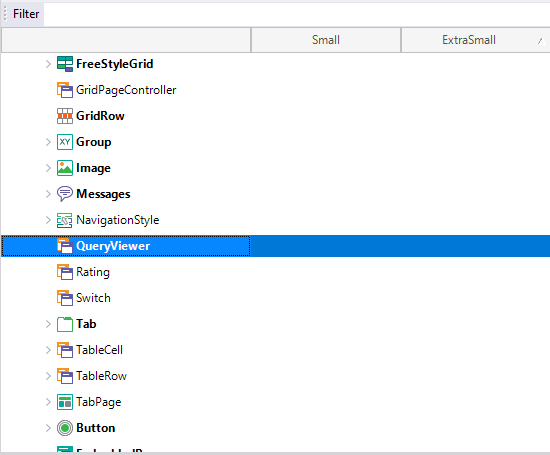 Filter
Small ExtraSmall
FreeStyleGrid
GridPageController
GridRow
XY Group
Image
Messages
NavigationStyle
QueryViewer
Rating
Switch
Tab
TableCell
TableRow
TabPage
Button